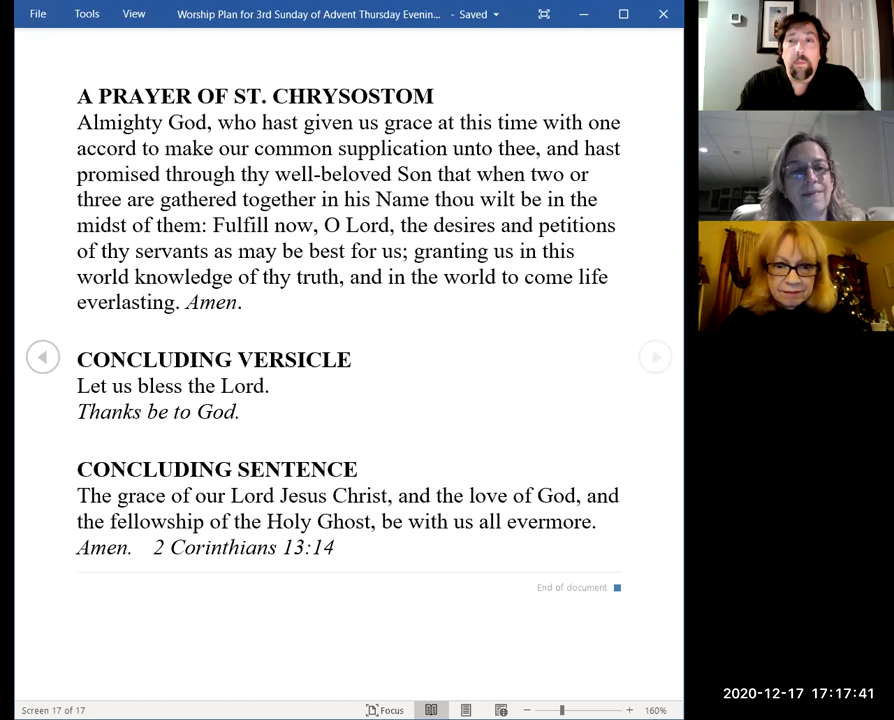 File Tools View Worship Plan for 3rd Sunday of Advent Thursday Evenin... - Saved
A PRAYER OF ST. CHRYSOSTOM
Almighty God, who hast given us grace at this time with one
accord to make our common supplication unto thee, and hast
promised through thy well-beloved Son that when two or
three are gathered together in his Name thou wilt be in the
midst of them: Fulfill now, O Lord, the desires and petitions
of thy servants as may be best for us; granting us in this
world knowledge of thy truth, and in the world to come life
everlasting. Amen.
CONCLUDING VERSICLE
Let us bless the Lord.
Thanks be to God.
CONCLUDING SENTENCE
The grace of our Lord Jesus Christ, and the love of God, and
the fellowship of the Holy Ghost, be with us all evermore.
Amen. 2 Corinthians 13:14
End of document
2020-12-17 17:17:41
Screen 17 of 17 Focus 160%